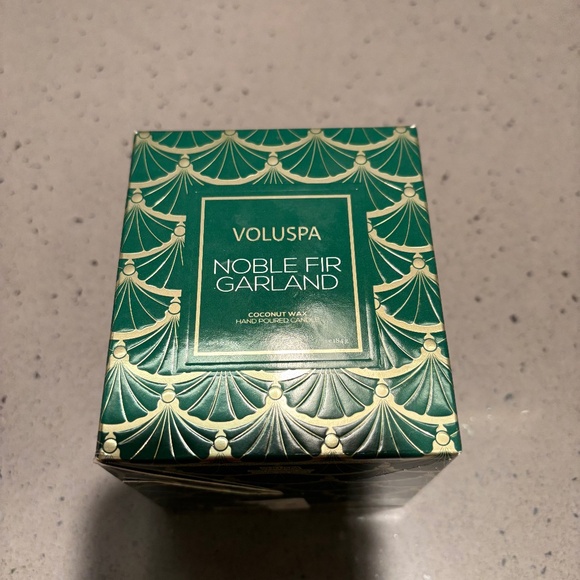 VOLUSPA
NOBLE FIR
GARLAND
COCONUT WAX
HAND POURED CANDLE